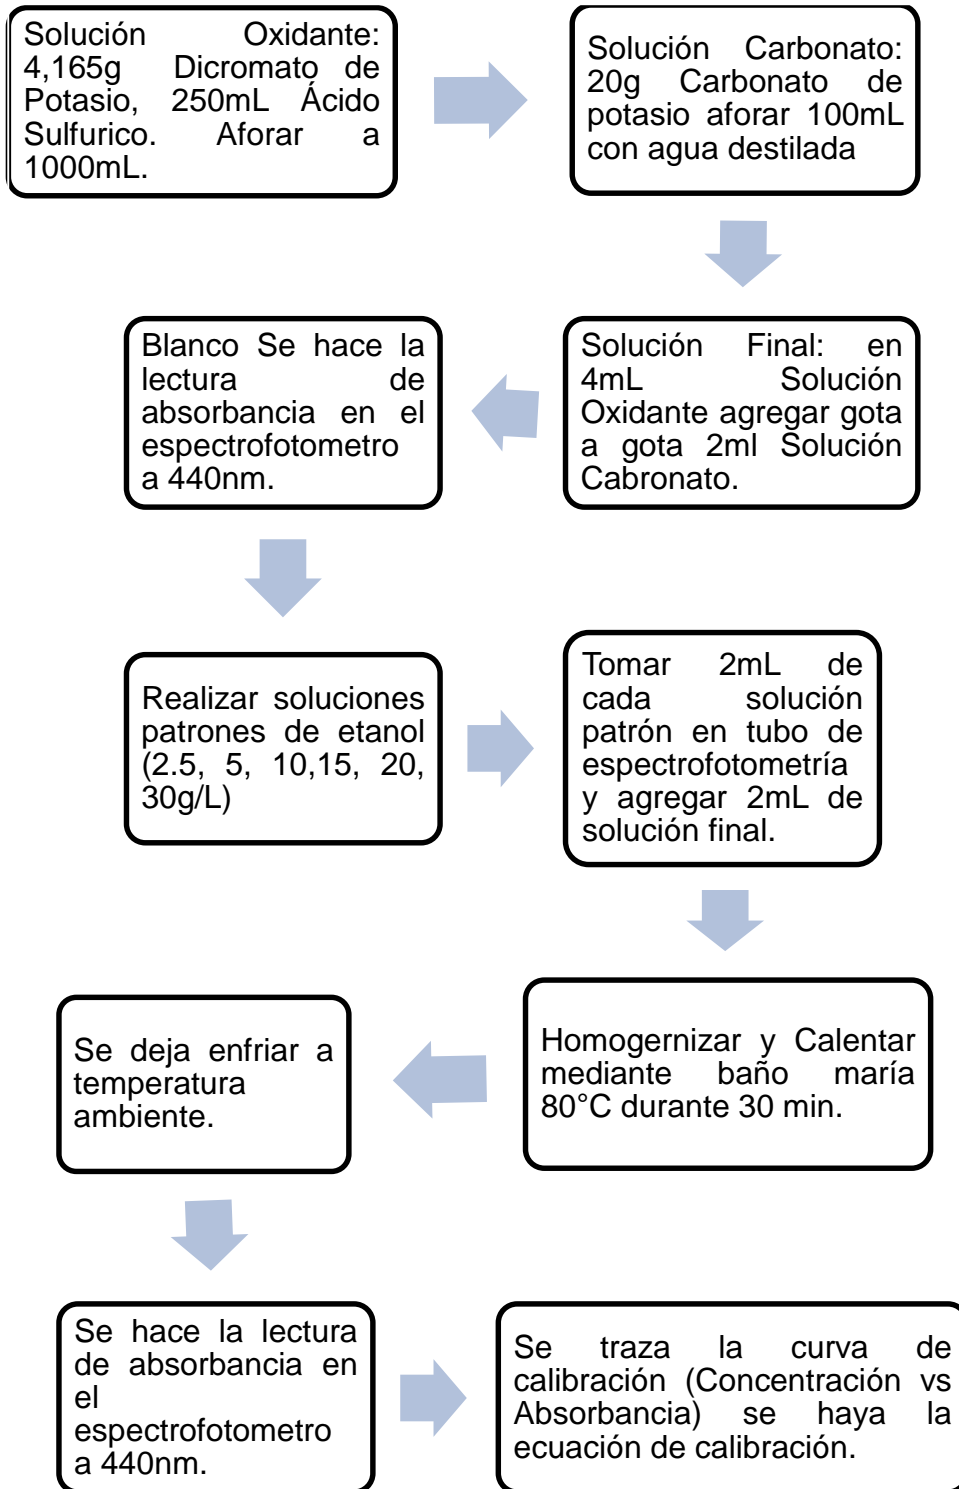 Solución Oxidante:
4,165g Dicromato de
Potasio, 250mL Ácido
Sulfurico. Aforar a
1000mL.
Solución Carbonato:
20g Carbonato de
potasio aforar 100mL
con agua destilada
Solución Final: en
4mL Solución
Oxidante agregar gota
a gota 2ml Solución
Cabronato.
Blanco Se hace la
lectura de
absorbancia en el
espectrofotometro
a 440nm.
Realizar soluciones
patrones de etanol
(2.5, 5, 10,15, 20,
30g/L)
Tomar 2mL de
cada solución
patrón en tubo de
espectrofotometría
y agregar 2mL de
solución final.
Homogernizar y Calentar
mediante baño maría
80°C durante 30 min.
Se deja enfriar a
temperatura
ambiente.
Se hace la lectura
de absorbancia en
el
espectrofotometro
a 440nm.
Se traza la curva de
calibración (Concentración vs
Absorbancia) se haya la
ecuación de calibración.